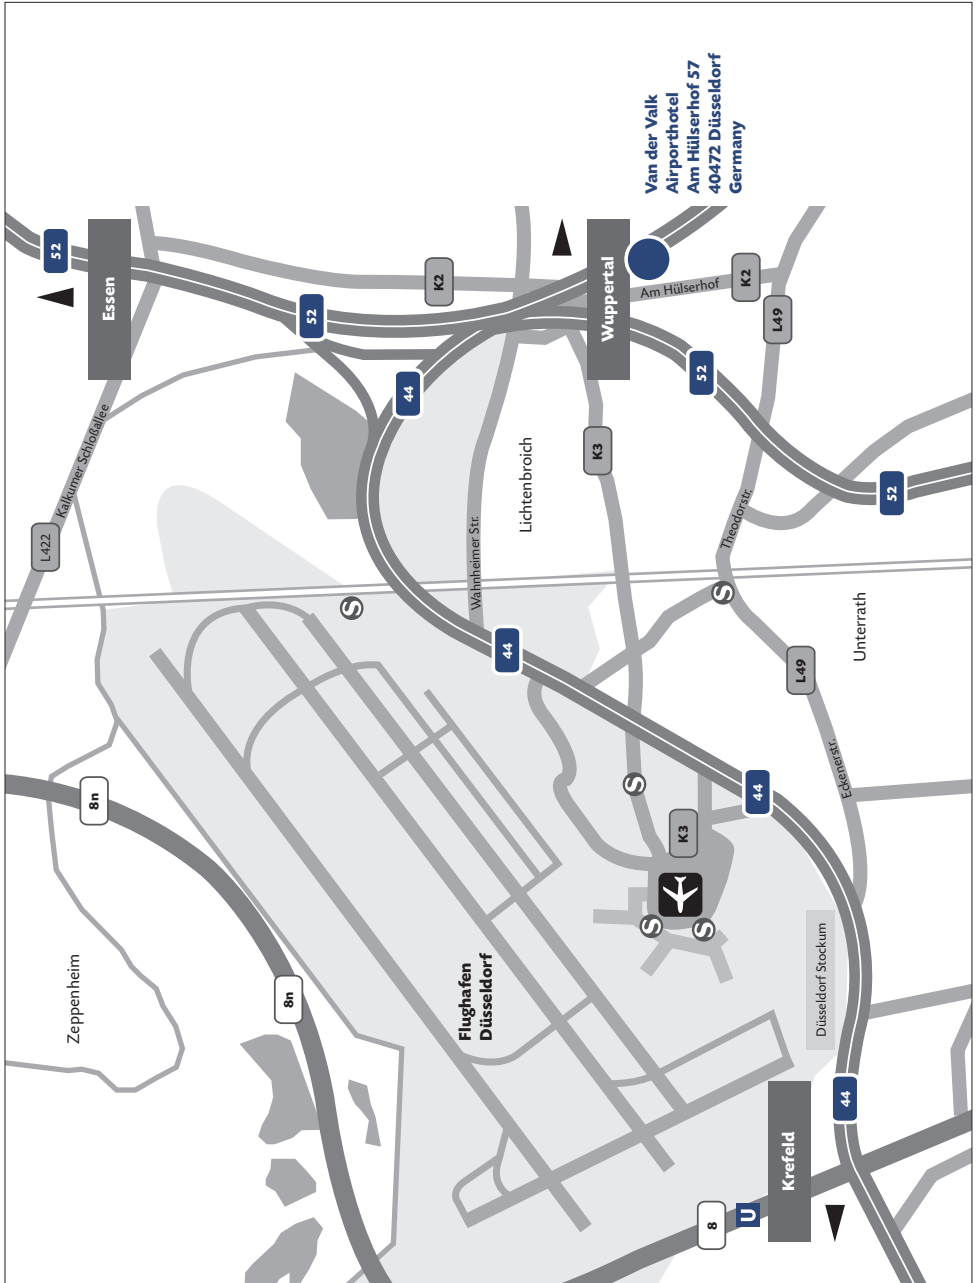 Van der Valk
Airporthotel
Am Hülserhof 57
40472 Düsseldorf
Germany
52
Essen
K2
Wuppertal
Am Hülserhof
K2
52
L49
44
52
Kalkumer Schloßallee
L422
K3
Lichtenbroich
Wahnheimer Str.
Theodorstr.
52
S
S
44
Unterrath
L49
Eckenerstr.
S
44
8n
K3
S
S
Zeppenheim
8n
Flughafen
Düsseldorf
Düsseldorf Stockum
44
Krefeld
8
U